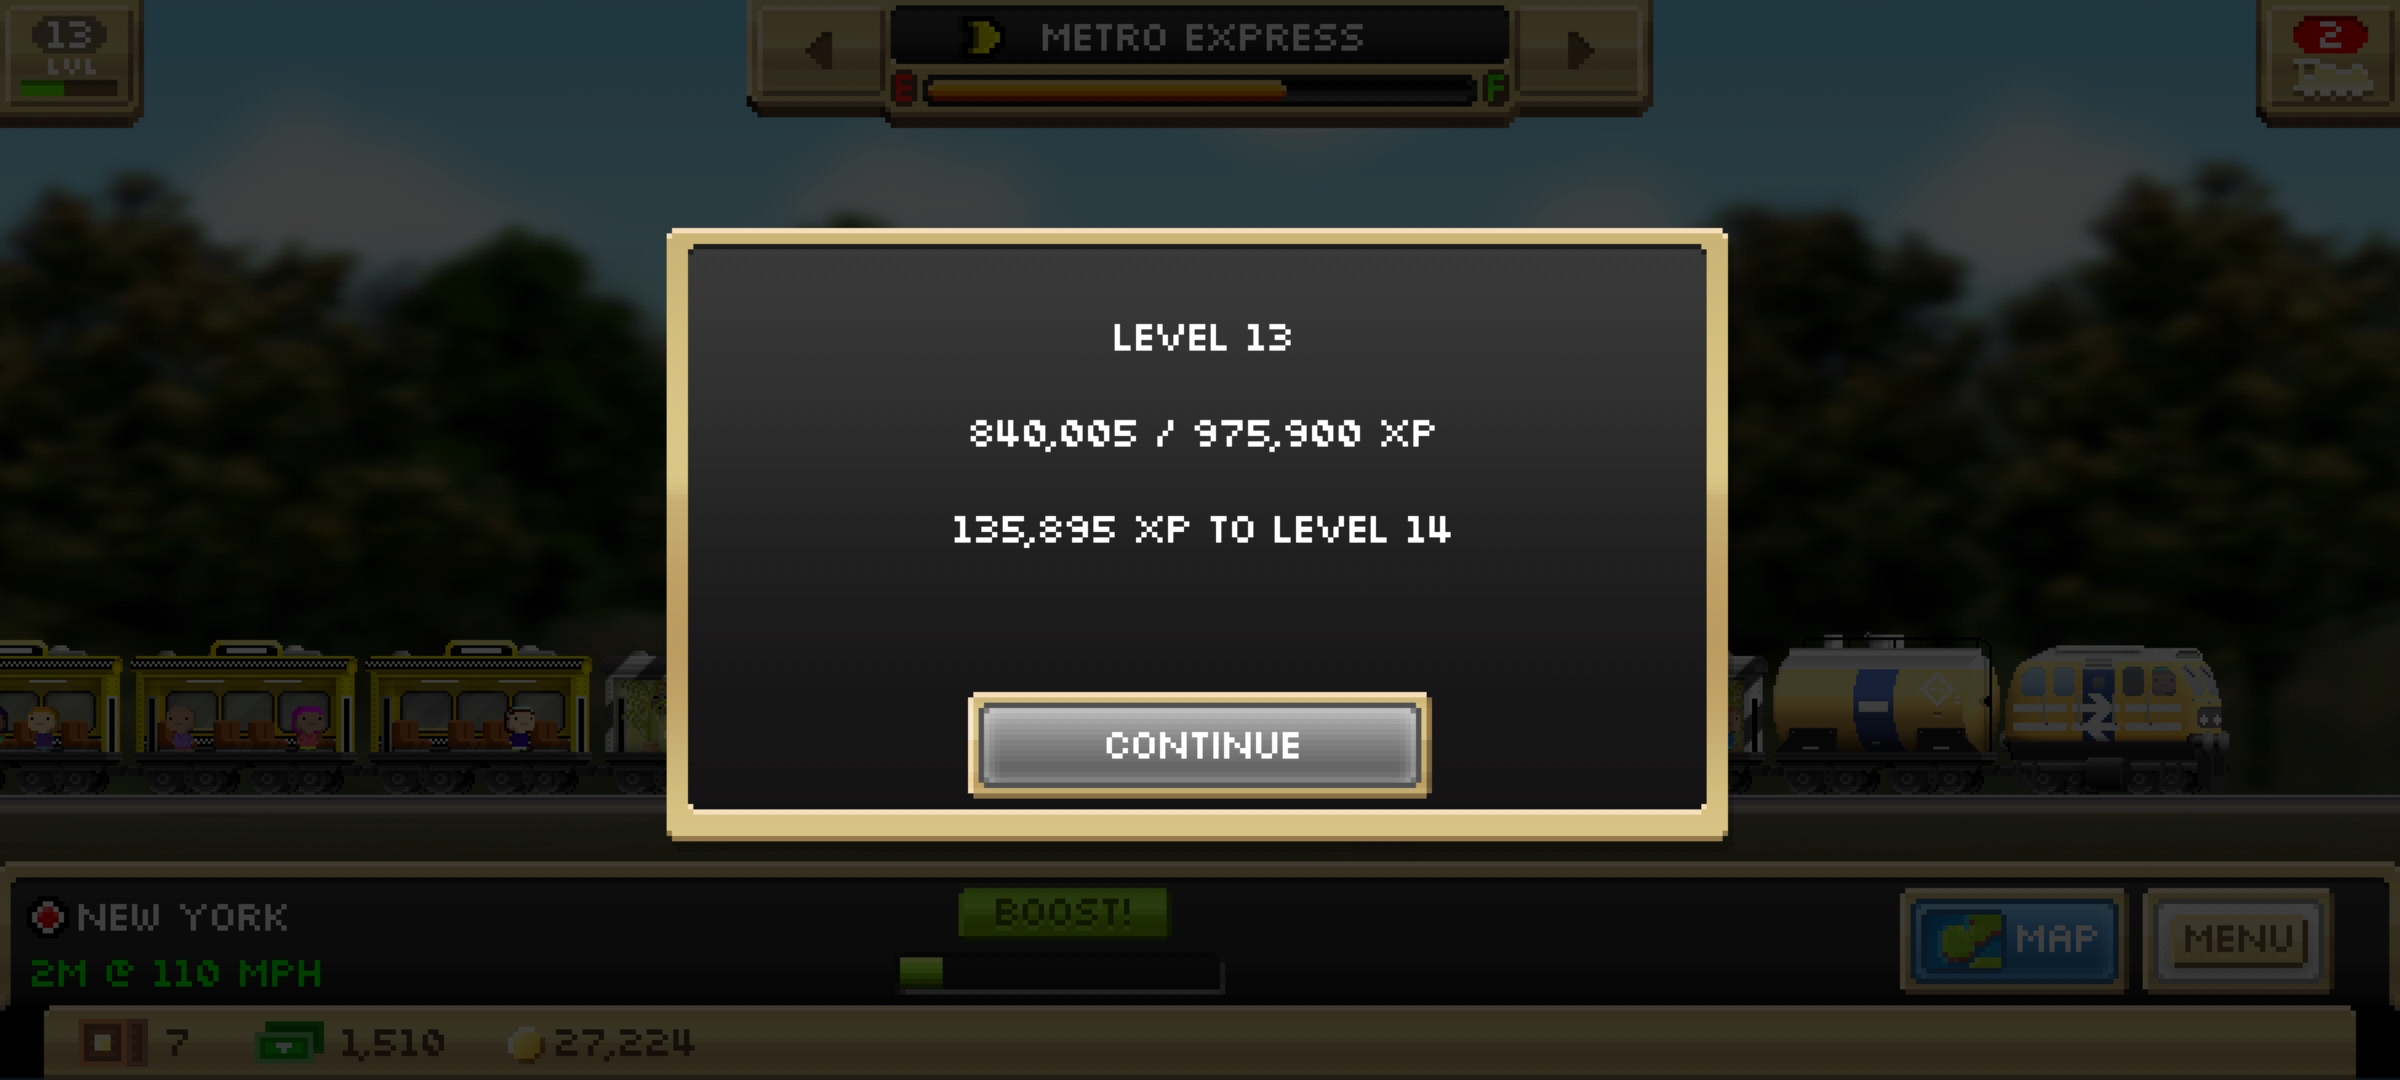 13
LVL
METRO EXPRESS
E
F
2
LEVEL 13
840,005 / 975,900 XP
135,895 XP TO LEVEL 14
CONTINUE
NEW YORK
2M @ 110 MPH
BOOST!
MAP
MENU
7
1,510
27,224